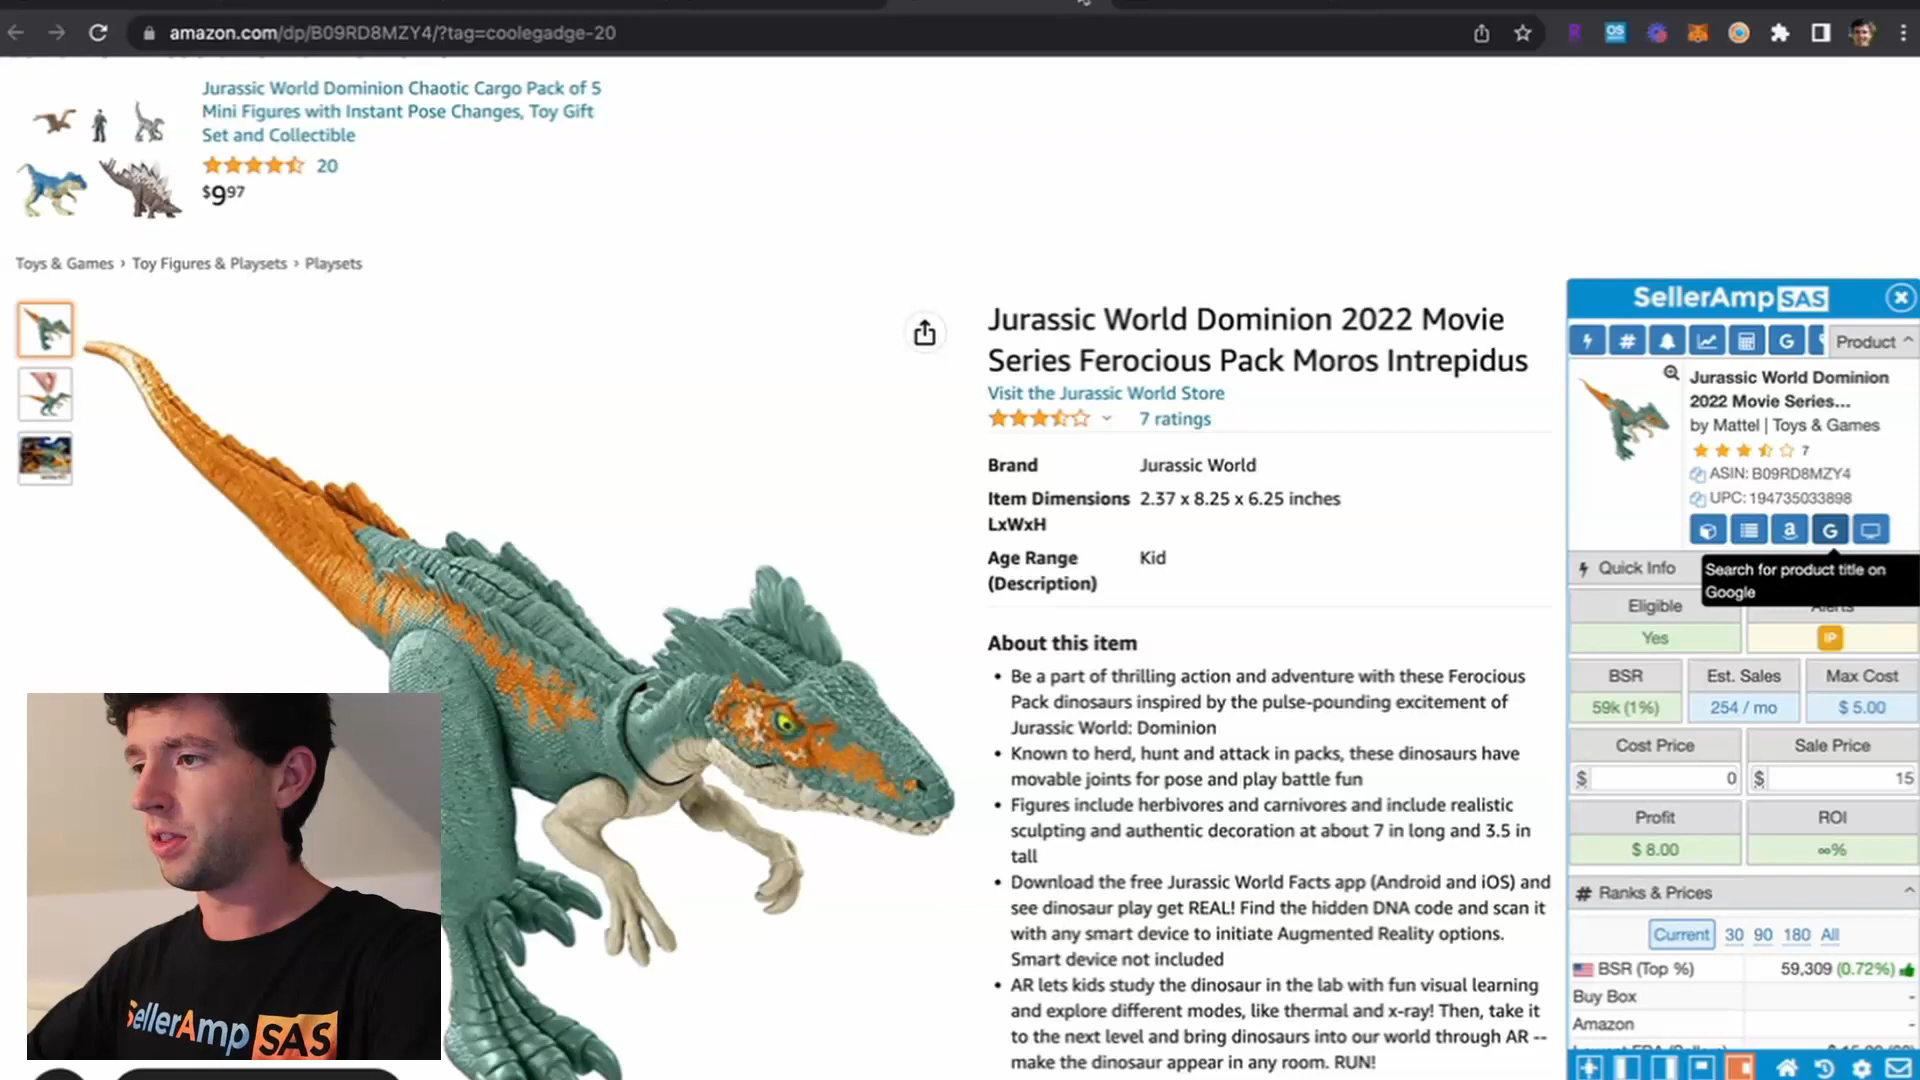 amazon.com/dp/B09RD8MZY4/?tag=coolegadge-20
Jurassic World Dominion Chaotic Cargo Pack of 5
Mini Figures with Instant Pose Changes, Toy Gift
Set and Collectible
20
$9.97
Toys & Games › Toy Figures & Playsets › Playsets
Jurassic World Dominion 2022 Movie
Series Ferocious Pack Moros Intrepidus
Visit the Jurassic World Store
7 ratings
Brand Jurassic World
Item Dimensions 2.37 x 8.25 x 6.25 inches
LxWxH
Age Range Kid
(Description)
About this item
• Be a part of thrilling action and adventure with these Ferocious
Pack dinosaurs inspired by the pulse-pounding excitement of
Jurassic World: Dominion
• Known to herd, hunt and attack in packs, these dinosaurs have
movable joints for pose and play battle fun
• Figures include herbivores and carnivores and include realistic
sculpting and authentic decoration at about 7 in long and 3.5 in
tall
• Download the free Jurassic World Facts app (Android and iOS) and
see dinosaur play get REAL! Find the hidden DNA code and scan it
with any smart device to initiate Augmented Reality options.
Smart device not included
• AR lets kids study the dinosaur in the lab with fun visual learning
and explore different modes, like thermal and x-ray! Then, take it
to the next level and bring dinosaurs into our world through AR --
make the dinosaur appear in any room. RUN!
SellerAmp SAS
Product
Jurassic World Dominion
2022 Movie Series...
by Mattel | Toys & Games
7
ASIN: B09RD8MZY4
UPC: 194735033898
Quick Info
Search for product title on
Google
Eligible Alerts
Yes IP
BSR Est. Sales Max Cost
59k (1%) 254 / mo $ 5.00
Cost Price Sale Price
$ 0 $ 15
Profit ROI
$ 8.00 ∞%
# Ranks & Prices
Current 30 90 180 All
BSR (Top %) 59,309 (0.72%)
Buy Box -
Amazon -
SellerAmp SAS